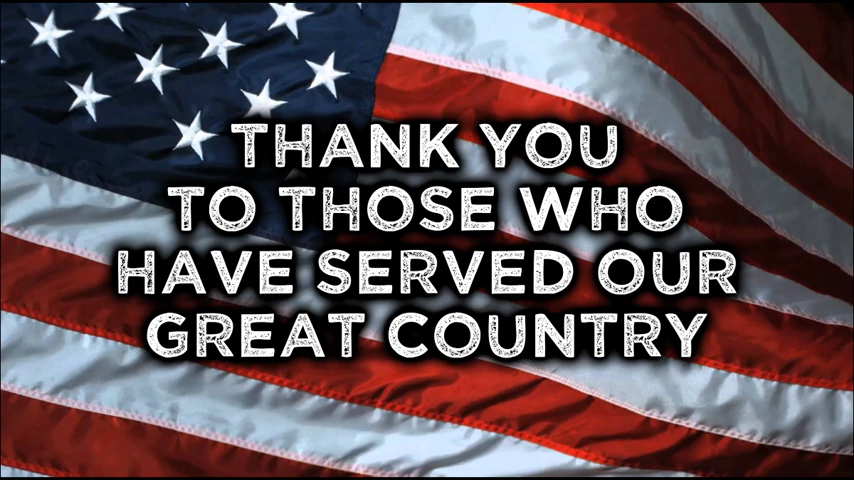 THANK YOU
TO THOSE WHO
HAVE SERVED OUR
GREAT COUNTRY